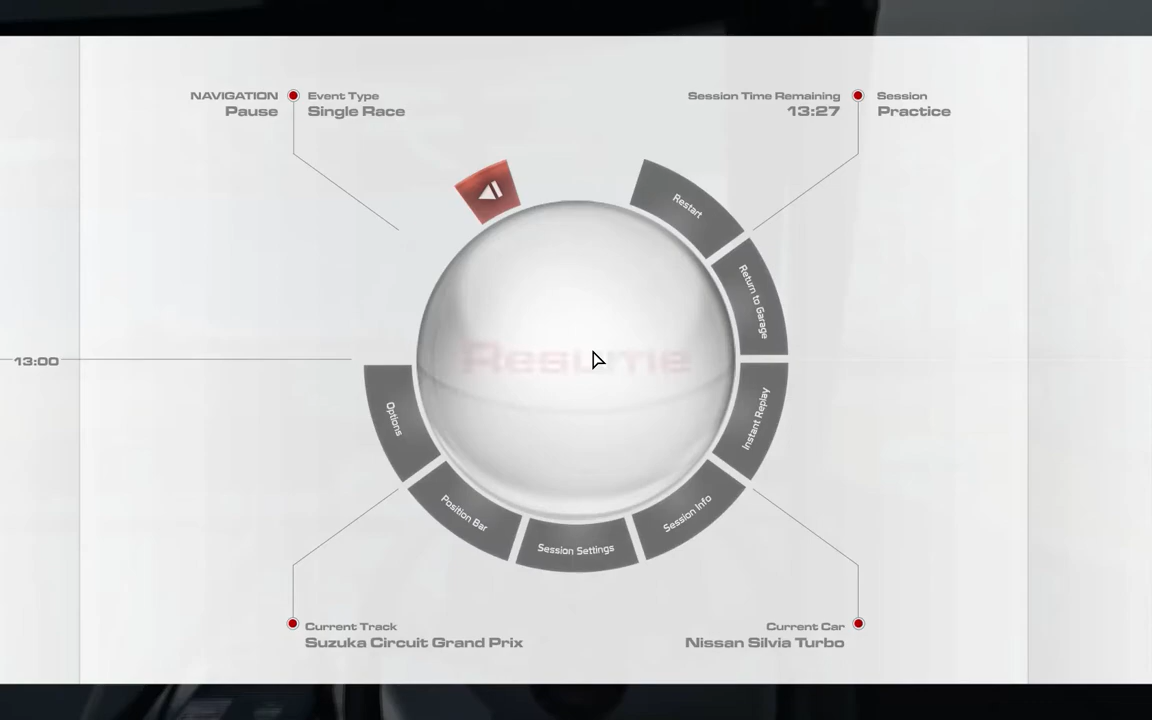 NAVIGATION
Pause
Event Type
Single Race
Session Time Remaining
13:27
Session
Practice
Restart
Return to Garage
13:00
Resume
Options
Instant Replay
Position Bar
Session Info
Session Settings
Current Track
Suzuka Circuit Grand Prix
Current Car
Nissan Silvia Turbo